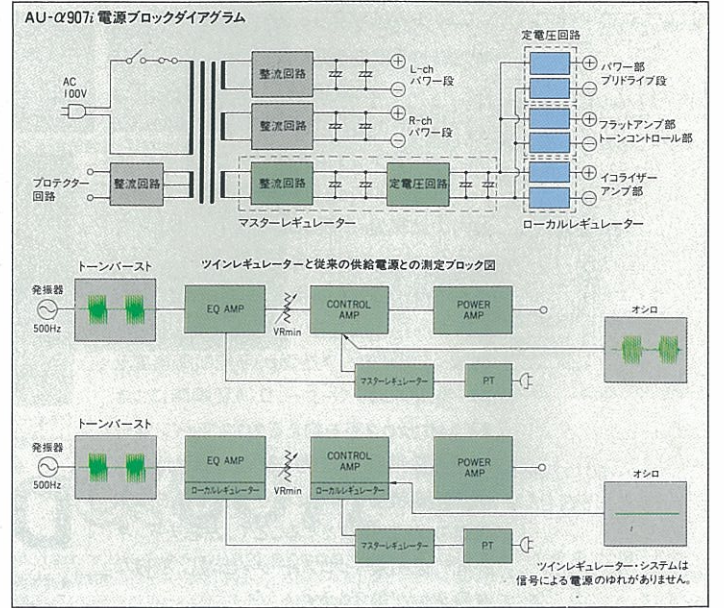 AU-α907i 電源ブロックダイアグラム
AC
100V
整流回路
L-ch
パワー段
整流回路
R-ch
パワー段
プロテクター
回路
整流回路
整流回路
定電圧回路
マスターレギュレーター
定電圧回路
パワー部
プリドライブ段
フラットアンプ部
トーンコントロール部
イコライザー
アンプ部
ローカルレギュレーター
ツインレギュレーターと従来の供給電源との測定ブロック図
トーンバースト
発振器
500Hz
EQ AMP
VRmin
CONTROL
AMP
POWER
AMP
オシロ
マスターレギュレーター
PT
トーンバースト
発振器
500Hz
EQ AMP
ローカルレギュレーター
VRmin
CONTROL
AMP
ローカルレギュレーター
POWER
AMP
オシロ
マスターレギュレーター
PT
ツインレギュレーター・システムは
信号による電源のゆれがありません。